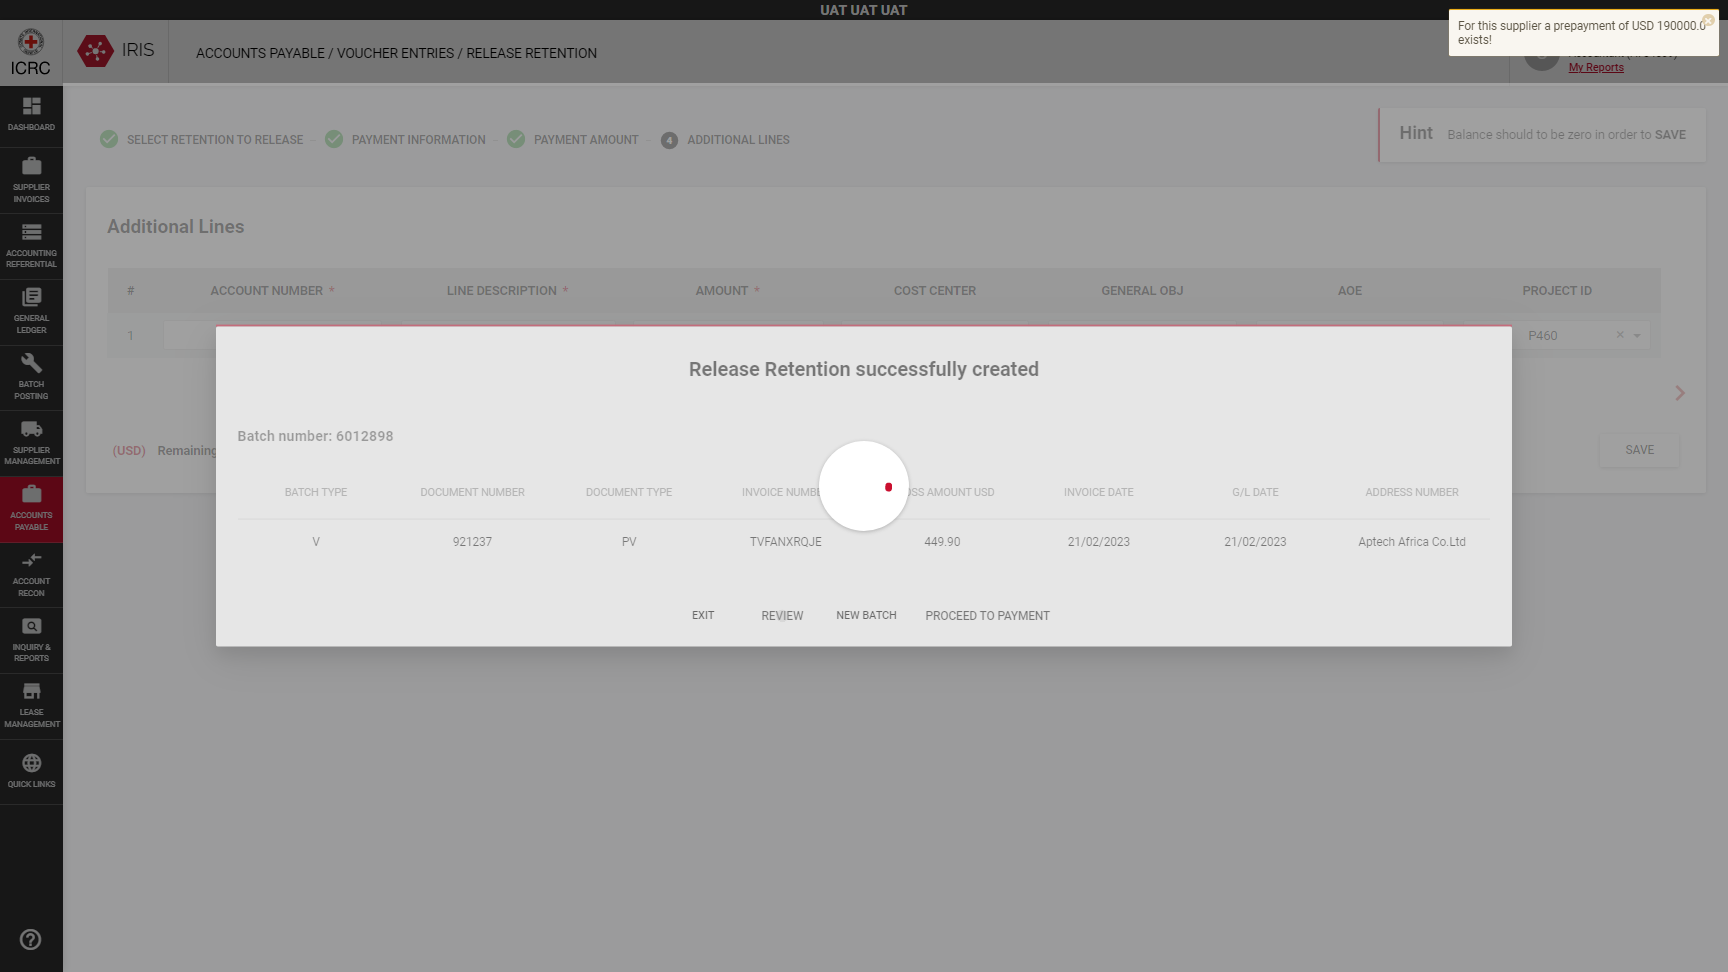 UAT UAT UAT
ICRC
IRIS
ACCOUNTS PAYABLE / VOUCHER ENTRIES / RELEASE RETENTION
For this supplier a prepayment of USD 190000.0
exists!
My Reports
DASHBOARD
SUPPLIER
INVOICES
ACCOUNTING
REFERENTIAL
GENERAL
LEDGER
BATCH
POSTING
SUPPLIER
MANAGEMENT
ACCOUNTS
PAYABLE
ACCOUNT
RECON
INQUIRY &
REPORTS
LEASE
MANAGEMENT
QUICK LINKS
SELECT RETENTION TO RELEASE PAYMENT INFORMATION PAYMENT AMOUNT 4 ADDITIONAL LINES
Hint Balance should to be zero in order to SAVE
Additional Lines
# ACCOUNT NUMBER * LINE DESCRIPTION * AMOUNT * COST CENTER GENERAL OBJ AOE PROJECT ID
1 P460 ×
(USD) Remaining
SAVE
Release Retention successfully created
Batch number: 6012898
BATCH TYPE DOCUMENT NUMBER DOCUMENT TYPE INVOICE NUMBE OSS AMOUNT USD INVOICE DATE G/L DATE ADDRESS NUMBER
V 921237 PV TVFANXRQJE 449.90 21/02/2023 21/02/2023 Aptech Africa Co.Ltd
EXIT REVIEW NEW BATCH PROCEED TO PAYMENT